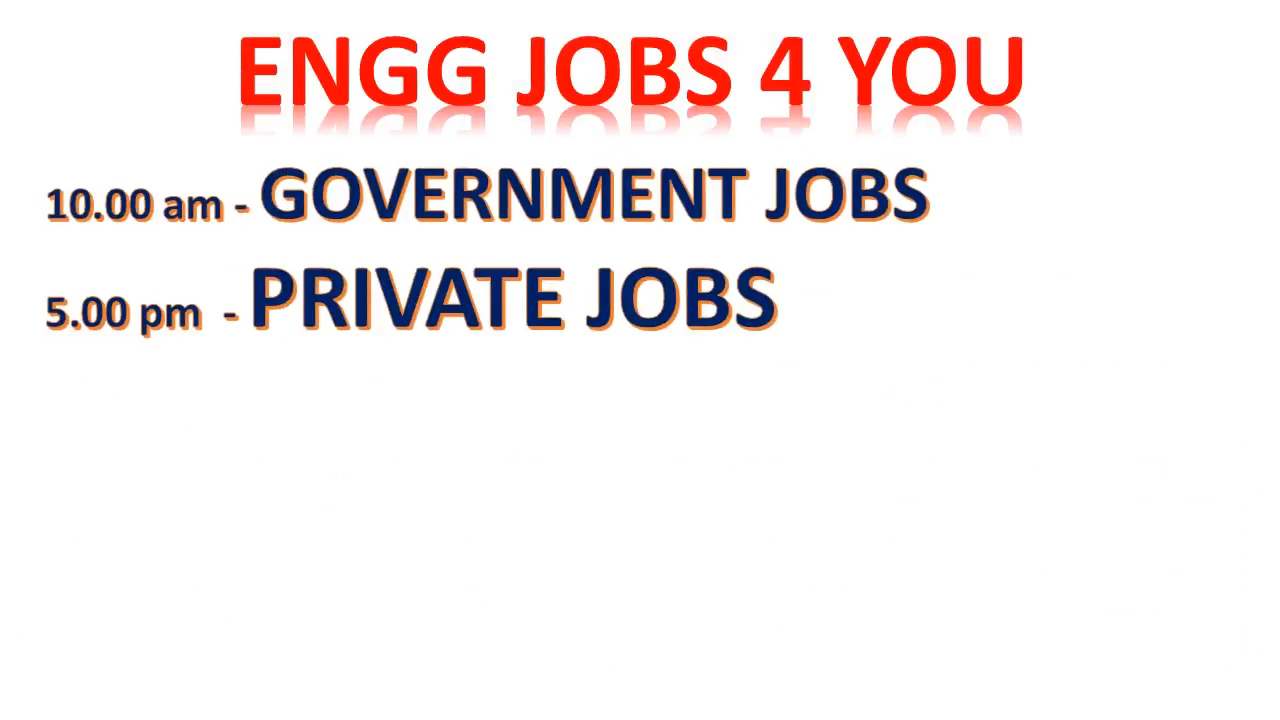 ENGG JOBS 4 YOU
10.00 am - GOVERNMENT JOBS
5.00 pm - PRIVATE JOBS